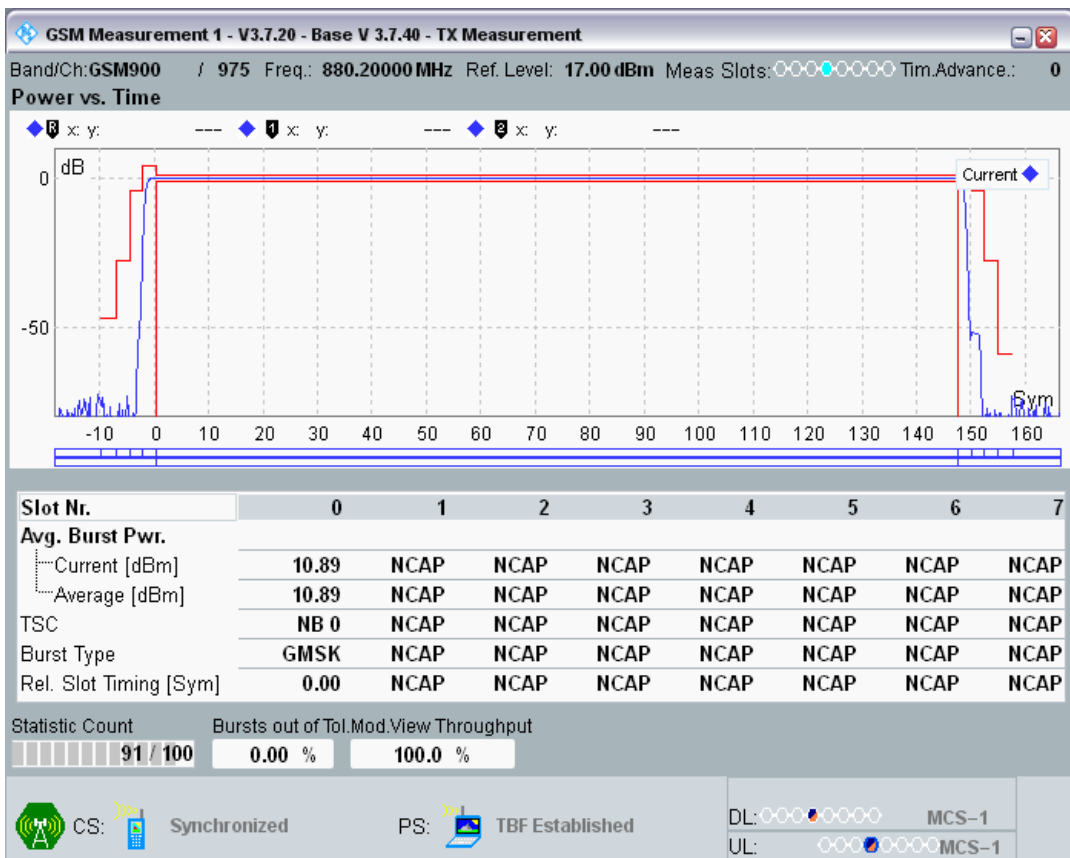 GSM Measurement 1 - V3.7.20 - Base V 3.7.40 - TX Measurement
Band/Ch:GSM900 / 975 Freq.: 880.20000 MHz Ref. Level: 17.00 dBm Meas Slots: Tim.Advance.: 0
Power vs. Time
R x: y: --- 1 x: y: --- 2 x: y: ---
dB
Current
0
-50
Sym
-10 0 10 20 30 40 50 60 70 80 90 100 110 120 130 140 150 160
Slot Nr. 0 1 2 3 4 5 6 7
Avg. Burst Pwr.
Current [dBm] 10.89 NCAP NCAP NCAP NCAP NCAP NCAP NCAP
Average [dBm] 10.89 NCAP NCAP NCAP NCAP NCAP NCAP NCAP
TSC NB 0 NCAP NCAP NCAP NCAP NCAP NCAP NCAP
Burst Type GMSK NCAP NCAP NCAP NCAP NCAP NCAP NCAP
Rel. Slot Timing [Sym] 0.00 NCAP NCAP NCAP NCAP NCAP NCAP NCAP
Statistic Count Bursts out of Tol.Mod.View Throughput
91 / 100 0.00 % 100.0 %
CS: Synchronized PS: TBF Established DL: MCS-1
UL: MCS-1